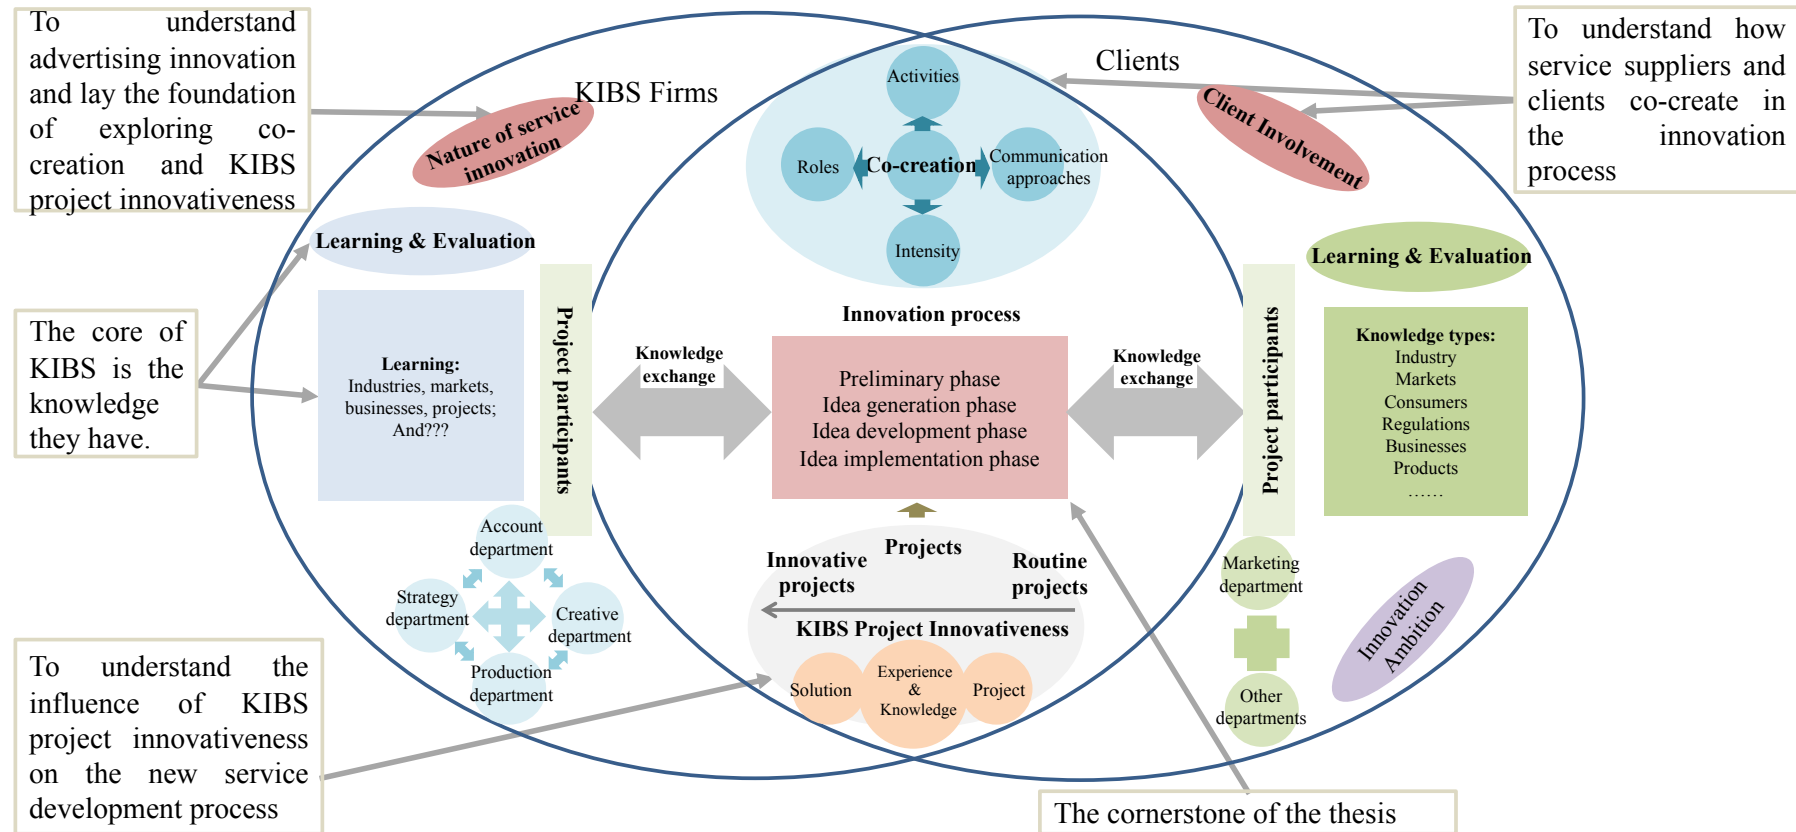 To understand
advertising innovation
and lay the foundation
of exploring co-
creation and KIBS
project innovativeness
KIBS Firms
Nature of service
innovation
Activities
Roles
Co-creation
Communication
approaches
Intensity
Clients
Client Involvement
To understand how
service suppliers and
clients co-create in
the innovation
process
Learning & Evaluation
Learning & Evaluation
The core of
KIBS is the
knowledge
they have.
Learning:
Industries, markets,
businesses, projects;
And???
Project participants
Knowledge
exchange
Innovation process
Preliminary phase
Idea generation phase
Idea development phase
Idea implementation phase
Knowledge
exchange
Project participants
Knowledge types:
Industry
Markets
Consumers
Regulations
Businesses
Products
……
Account
department
Strategy
department
Creative
department
Production
department
Projects
Innovative
projects
Routine
projects
KIBS Project Innovativeness
Solution
Experience
&
Knowledge
Project
Marketing
department
Other
departments
Innovation
Ambition
To understand the
influence of KIBS
project innovativeness
on the new service
development process
The cornerstone of the thesis